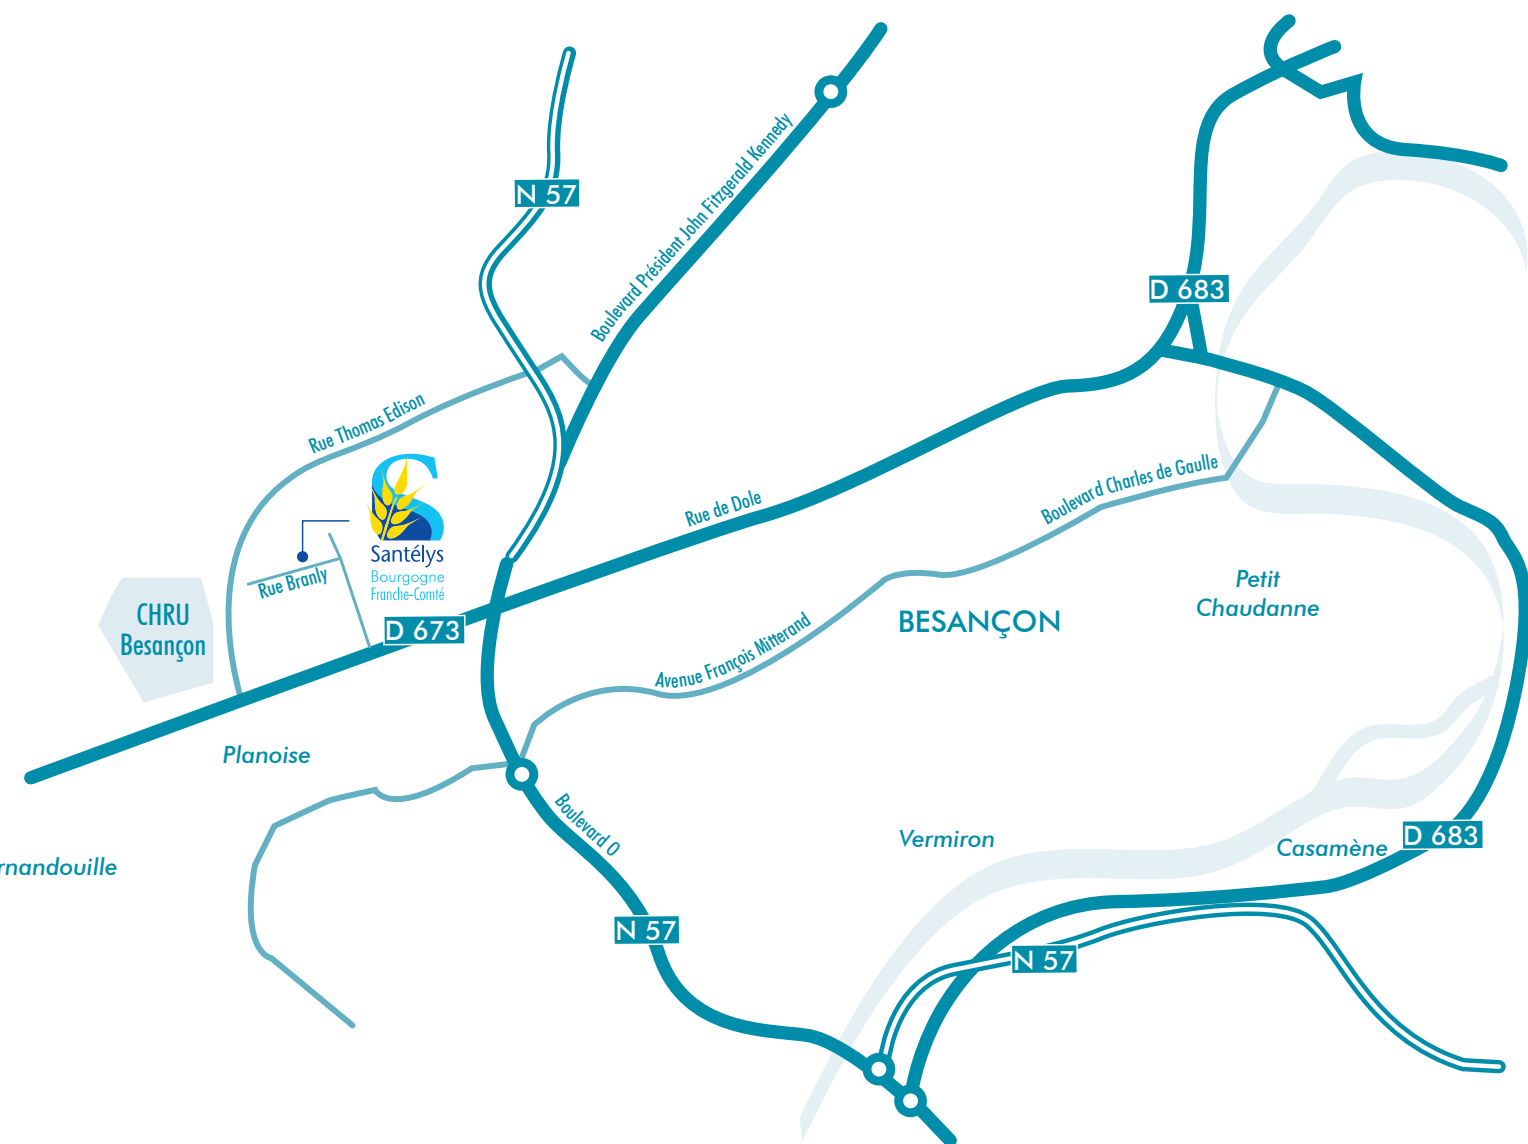 N 57
Boulevard Président John Fitzgerald Kennedy
D 683
Rue Thomas Edison
Santélys
Bourgogne
Franche-Comté
Rue Branly
CHRU
Besançon
D 673
Rue de Dole
Boulevard Charles de Gaulle
Petit
Chaudanne
BESANÇON
Avenue François Mitterand
Planoise
Boulevard O
Vermiron
Casamène
D 683
rnandouille
N 57
N 57